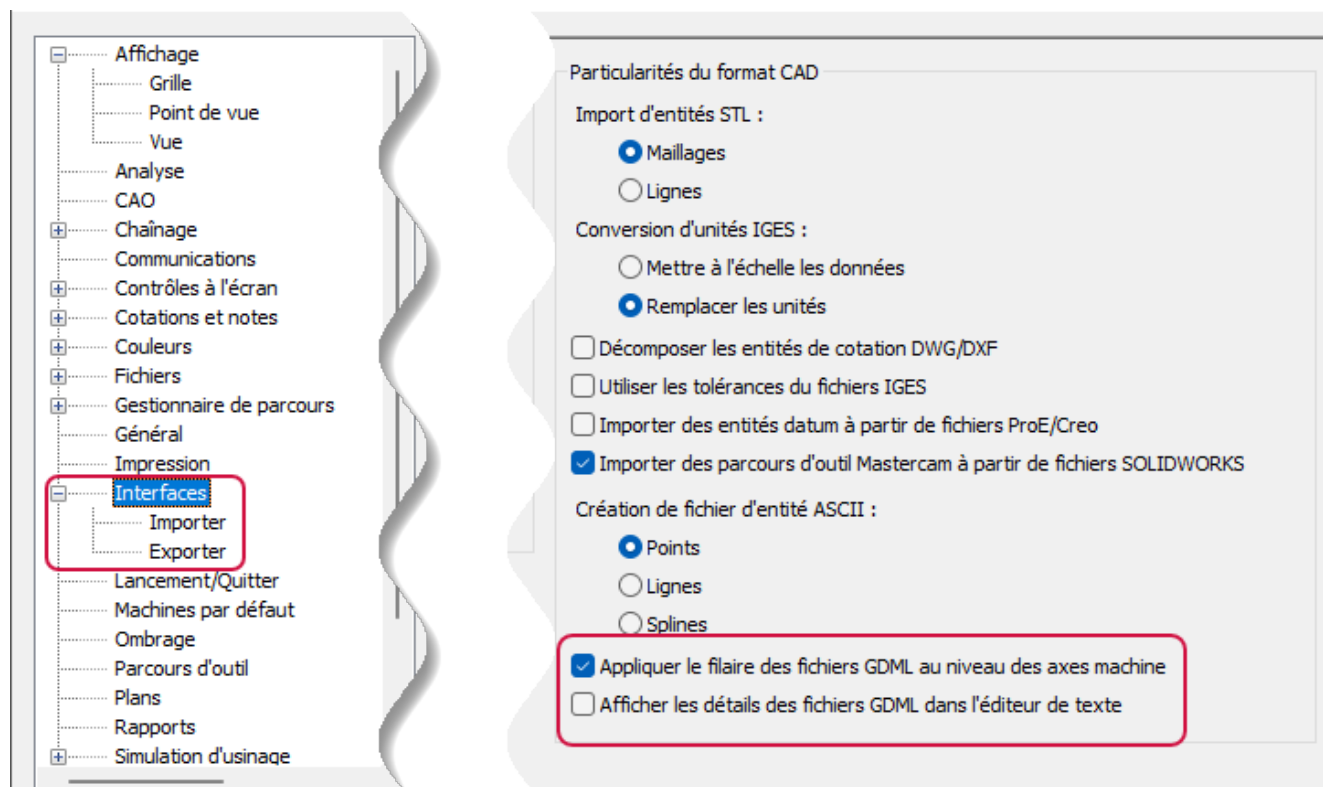 Affichage
Grille
Point de vue
Vue
Analyse
CAO
Chaînage
Communications
Contrôles à l'écran
Cotations et notes
Couleurs
Fichiers
Gestionnaire de parcours
Général
Impression
Interfaces
Importer
Exporter
Lancement/Quitter
Machines par défaut
Ombrage
Parcours d'outil
Plans
Rapports
Simulation d'usinage
Particularités du format CAD
Import d'entités STL :
Maillages
Lignes
Conversion d'unités IGES :
Mettre à l'échelle les données
Remplacer les unités
Décomposer les entités de cotation DWG/DXF
Utiliser les tolérances du fichiers IGES
Importer des entités datum à partir de fichiers ProE/Creo
Importer des parcours d'outil Mastercam à partir de fichiers SOLIDWORKS
Création de fichier d'entité ASCII :
Points
Lignes
Splines
Appliquer le filaire des fichiers GDML au niveau des axes machine
Afficher les détails des fichiers GDML dans l'éditeur de texte